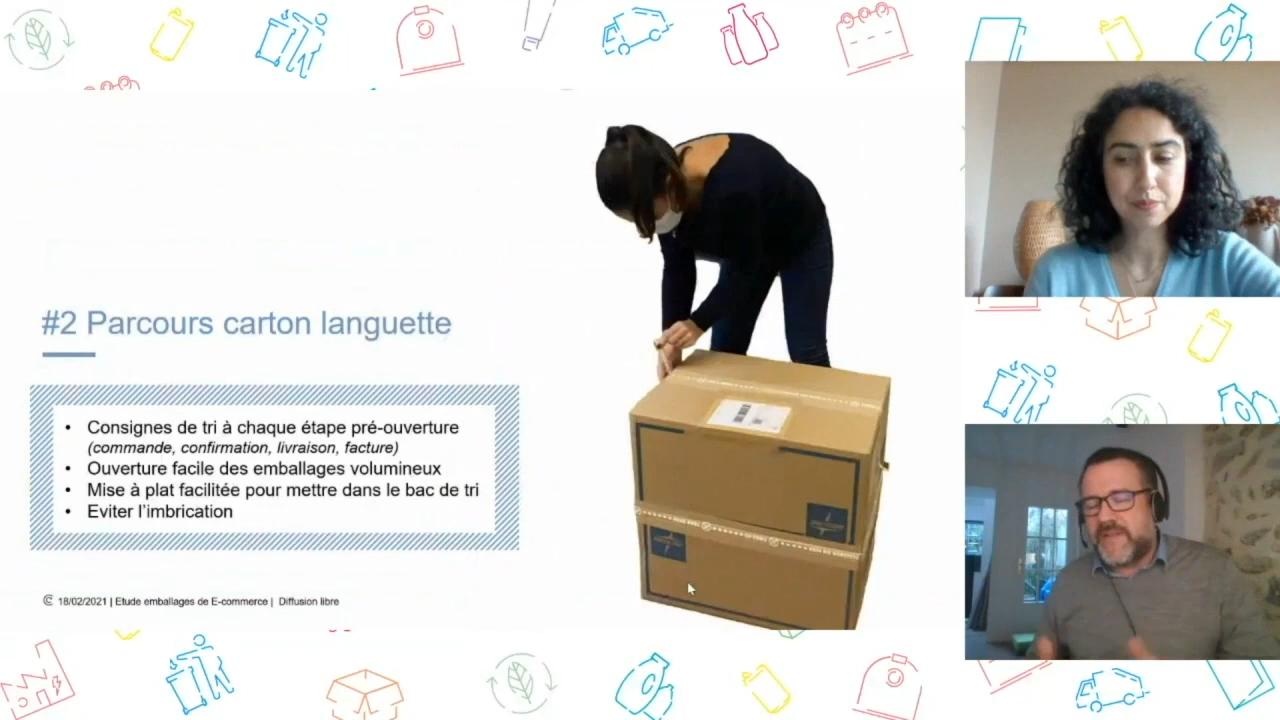 #2 Parcours carton languette
• Consignes de tri à chaque étape pré-ouverture
(commande, confirmation, livraison, facture)
• Ouverture facile des emballages volumineux
• Mise à plat facilitée pour mettre dans le bac de tri
• Eviter l'imbrication
18/02/2021 | Etude emballages de E-commerce | Diffusion libre